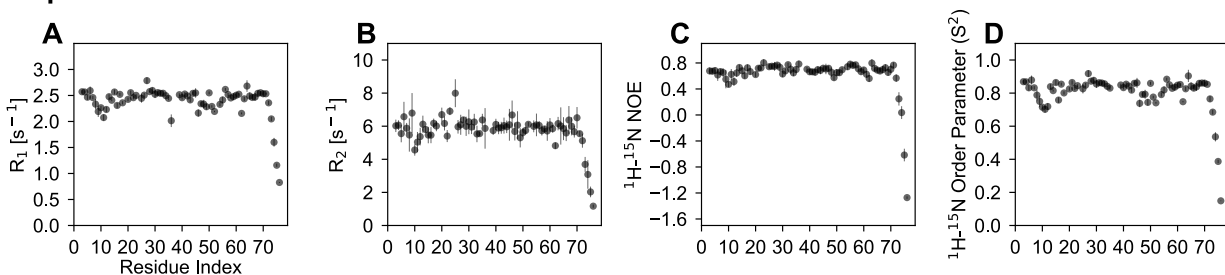 A
B
C
D
R₁ [s⁻¹]
3.0
2.5
2.0
1.5
1.0
0.5
0.0
0 10 20 30 40 50 60 70
Residue Index
R₂ [s⁻¹]
10
8
6
4
2
0
0 10 20 30 40 50 60 70
¹H-¹⁵N NOE
0.8
0.4
0.0
0.4
0.8
−1.2
−1.6
0 10 20 30 40 50 60 70
¹H-¹⁵N Order Parameter (S²)
1.0
0.8
0.6
0.4
0.2
0.0
0 10 20 30 40 50 60 70